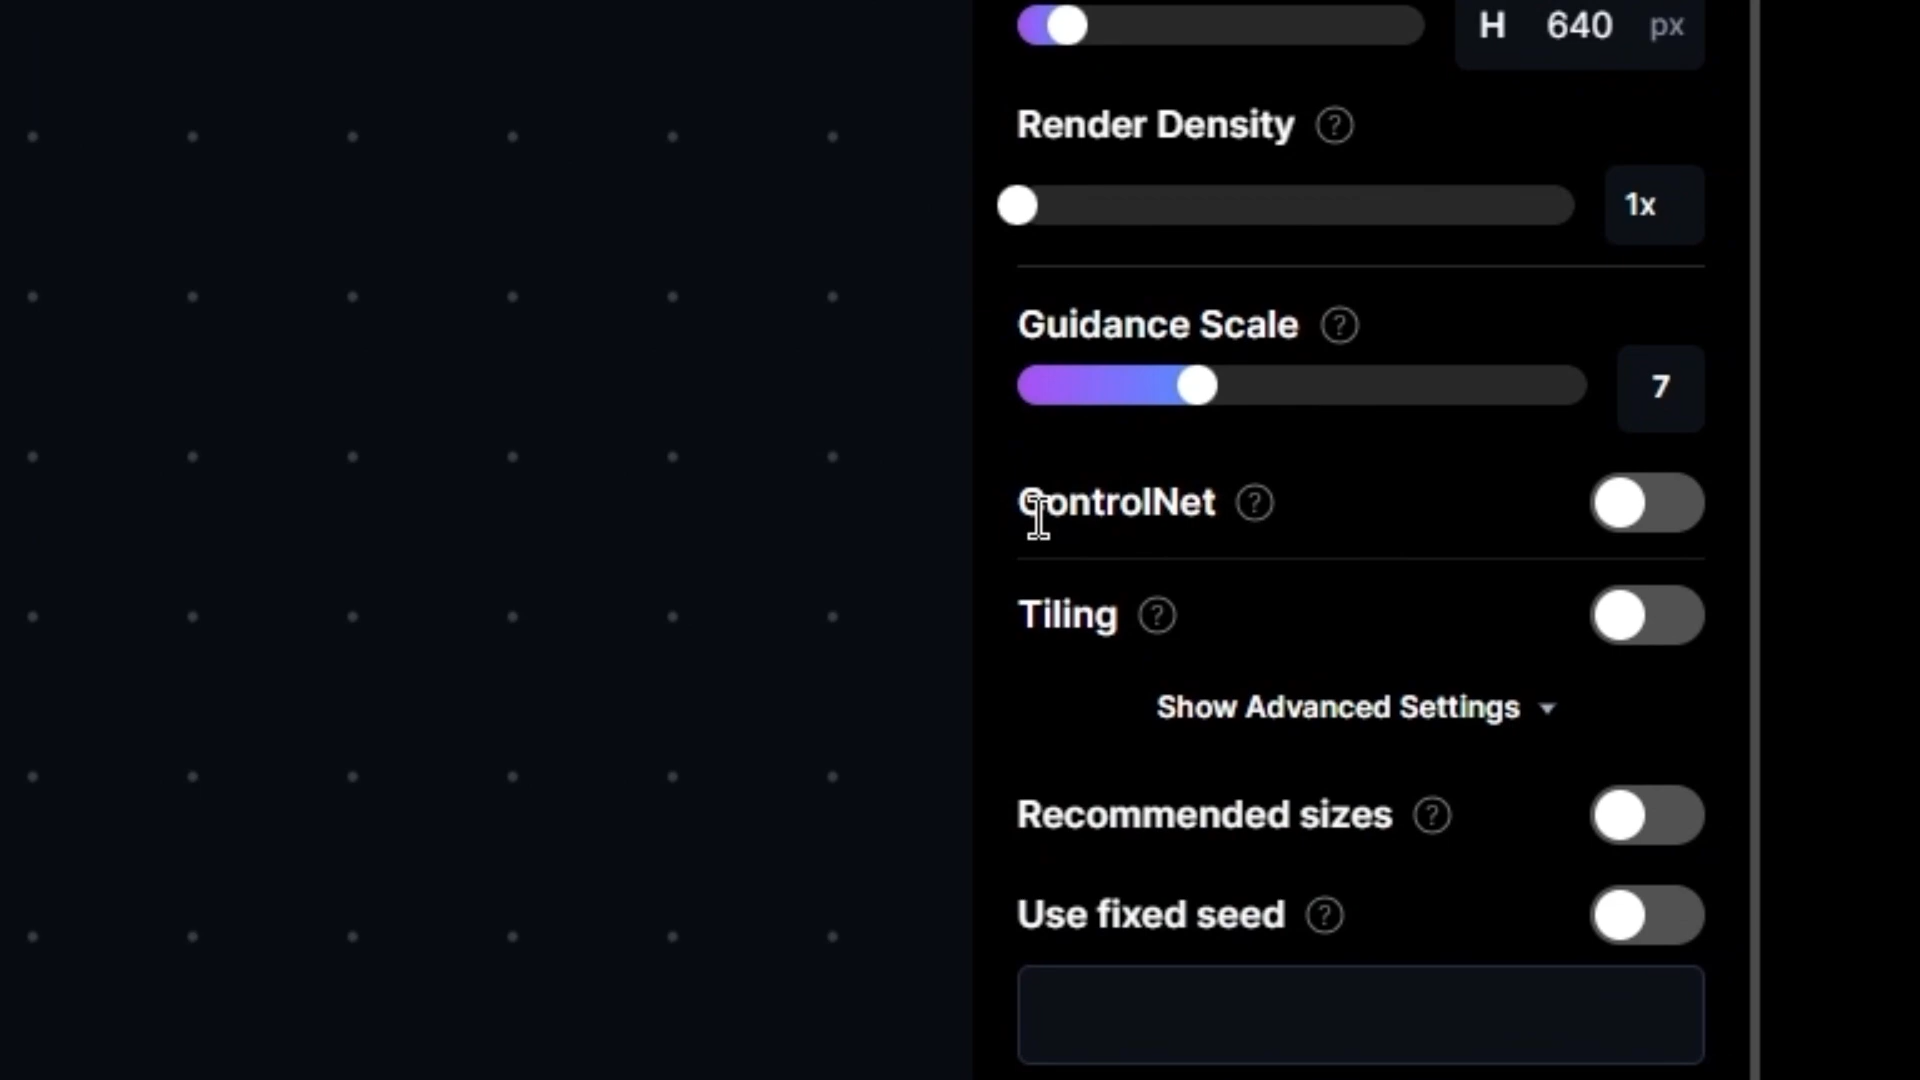 H 640 px
Render Density ?
1x
Guidance Scale ?
7
ControlNet ?
Tiling ?
Show Advanced Settings
Recommended sizes ?
Use fixed seed ?